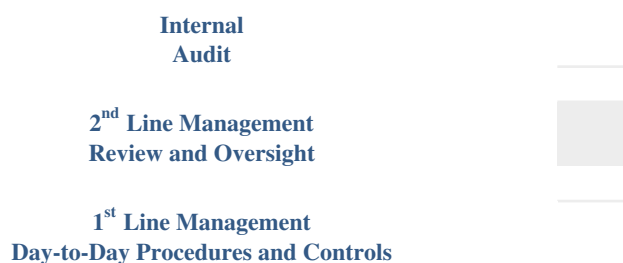 Internal
Audit
2nd Line Management
Review and Oversight
1st Line Management
Day-to-Day Procedures and Controls